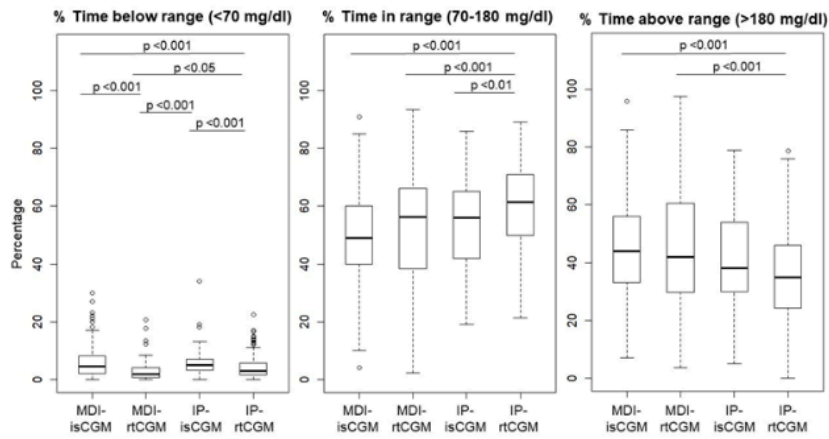 % Time below range (<70 mg/dl)
% Time in range (70-180 mg/dl)
% Time above range (>180 mg/dl)
p <0.001
p <0.05
p <0.001
p <0.001
p <0.001
p <0.001
p <0.001
p <0.01
p <0.001
p <0.001
Percentage
100
80
60
40
20
0
100
80
60
40
20
0
100
80
60
40
20
0
MDI-
isCGM
MDI-
rtCGM
IP-
isCGM
IP-
rtCGM
MDI-
isCGM
MDI-
rtCGM
IP-
isCGM
IP-
rtCGM
MDI-
isCGM
MDI-
rtCGM
IP-
isCGM
IP-
rtCGM